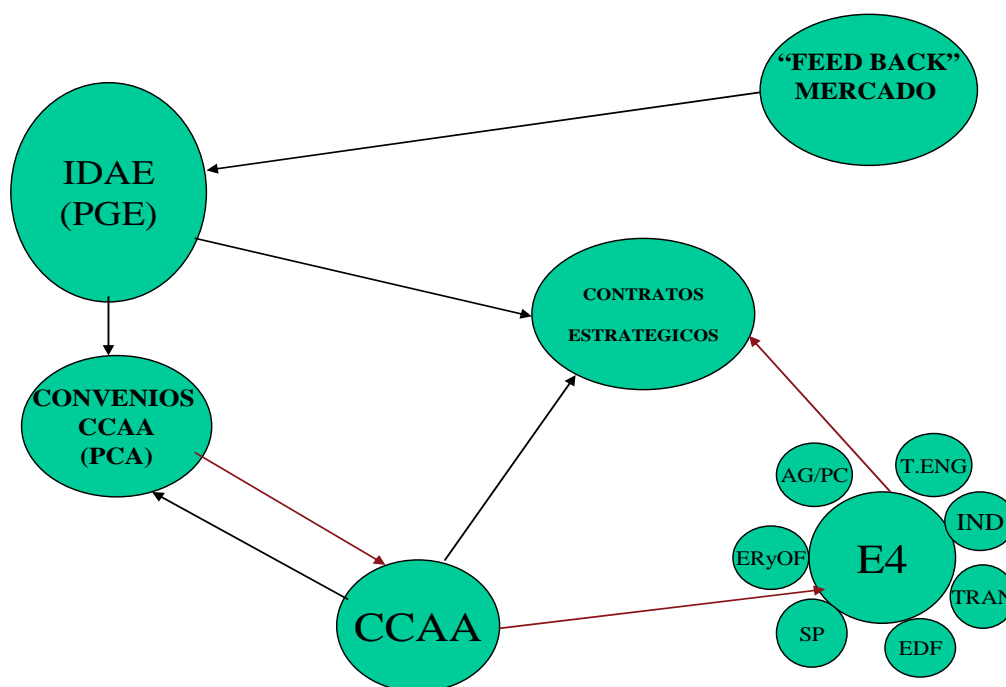 “FEED BACK”
MERCADO
IDAE
(PGE)
CONTRATOS
ESTRATEGICOS
CONVENIOS
CCAA
(PCA)
AG/PC
T.ENG
IND
ERyOF
E4
TRAN
SP
EDF
CCAA